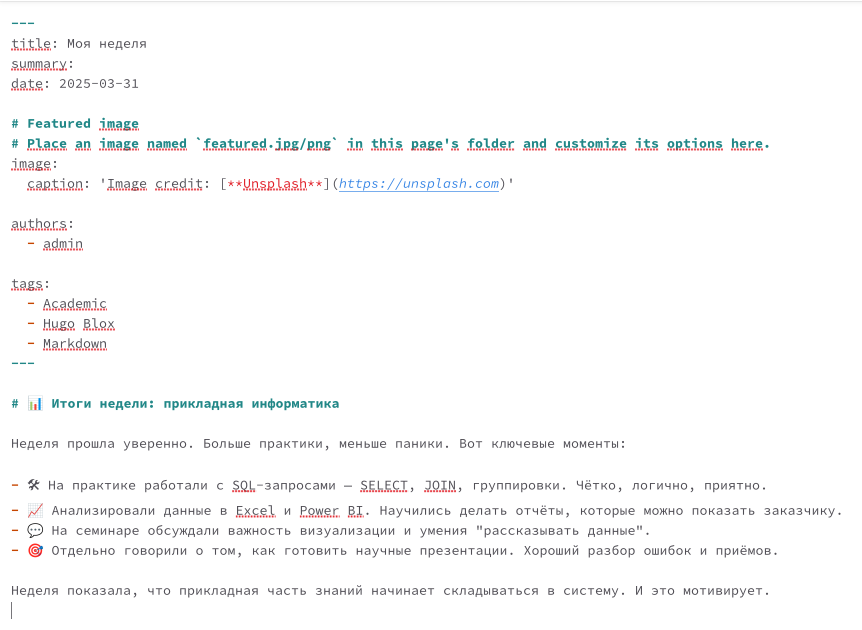 ---
title: Моя неделя
summary:
date: 2025-03-31
# Featured image
# Place an image named `featured.jpg/png` in this page's folder and customize its options here.
image:
  caption: 'Image credit: [**Unsplash**](https://unsplash.com)'
authors:
  - admin
tags:
  - Academic
  - Hugo Blox
  - Markdown
---
# 📊 Итоги недели: прикладная информатика
Неделя прошла уверенно. Больше практики, меньше паники. Вот ключевые моменты:
- 🛠 На практике работали с SQL-запросами — SELECT, JOIN, группировки. Чётко, логично, приятно.
- 📈 Анализировали данные в Excel и Power BI. Научились делать отчёты, которые можно показать заказчику.
- 💬 На семинаре обсуждали важность визуализации и умения "рассказывать данные".
- 🎯 Отдельно говорили о том, как готовить научные презентации. Хороший разбор ошибок и приёмов.
Неделя показала, что прикладная часть знаний начинает складываться в систему. И это мотивирует.